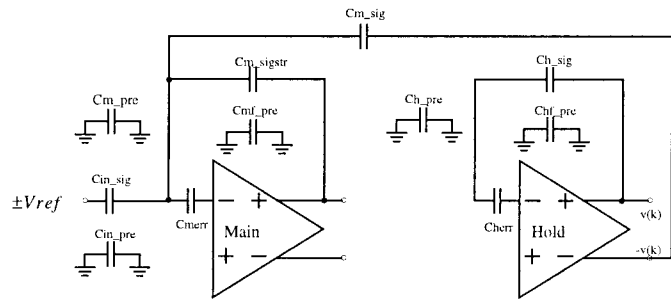 Cm_sig
Cm_sigstr
Ch_sig
Cm_pre
Cmf_pre
Ch_pre
Chf_pre
Cin_sig
±Vref
Cmerr
− +
Main
+ −
Cherr
− +
v(k)
Hold
-v(k)
+ −
Cin_pre